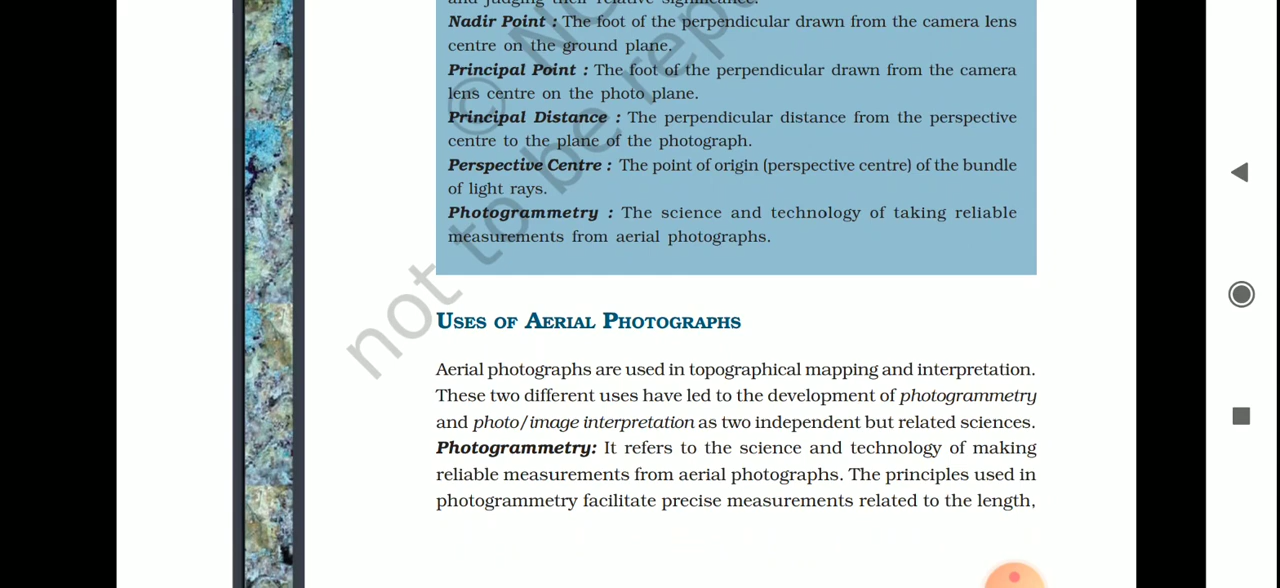 and judging their relative significance.
Nadir Point : The foot of the perpendicular drawn from the camera lens
centre on the ground plane.
Principal Point : The foot of the perpendicular drawn from the camera
lens centre on the photo plane.
Principal Distance : The perpendicular distance from the perspective
centre to the plane of the photograph.
Perspective Centre : The point of origin (perspective centre) of the bundle
of light rays.
Photogrammetry : The science and technology of taking reliable
measurements from aerial photographs.
USES OF AERIAL PHOTOGRAPHS
Aerial photographs are used in topographical mapping and interpretation.
These two different uses have led to the development of photogrammetry
and photo/image interpretation as two independent but related sciences.
Photogrammetry: It refers to the science and technology of making
reliable measurements from aerial photographs. The principles used in
photogrammetry facilitate precise measurements related to the length,
© N
not to be rep